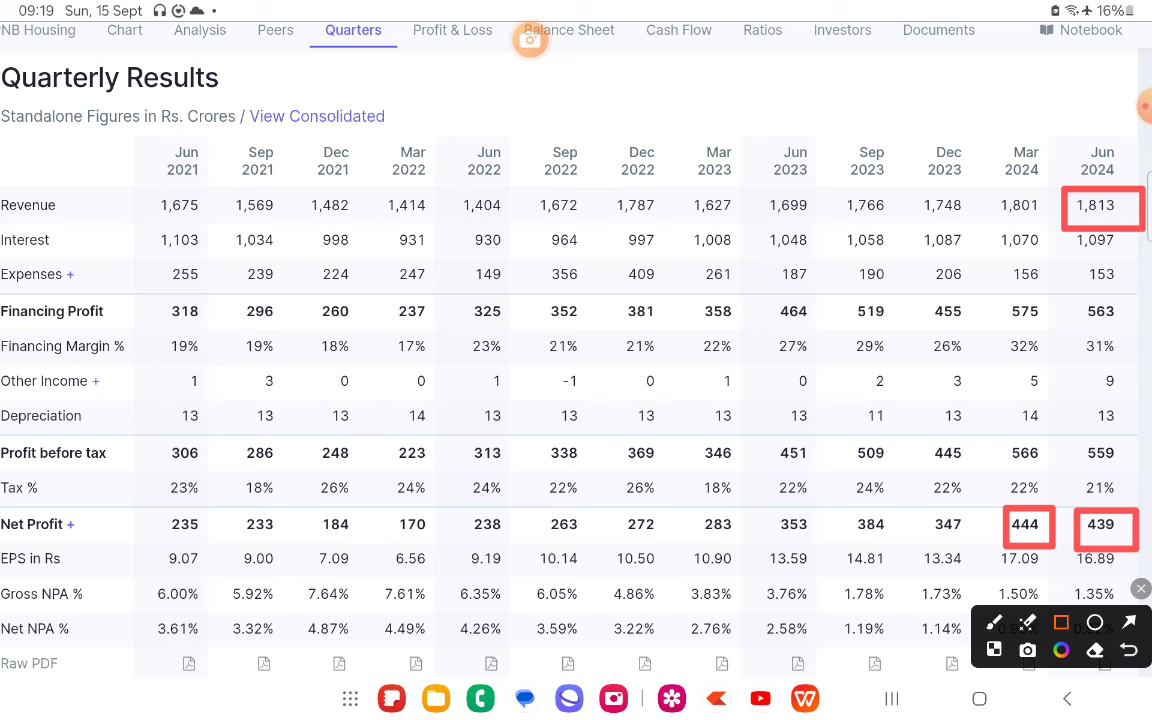 09:19 Sun, 15 Sept 16%
NB Housing Chart Analysis Peers Quarters Profit & Loss Balance Sheet Cash Flow Ratios Investors Documents Notebook
Quarterly Results
Standalone Figures in Rs. Crores / View Consolidated
Jun 2021 Sep 2021 Dec 2021 Mar 2022 Jun 2022 Sep 2022 Dec 2022 Mar 2023 Jun 2023 Sep 2023 Dec 2023 Mar 2024 Jun 2024
Revenue 1,675 1,569 1,482 1,414 1,404 1,672 1,787 1,627 1,699 1,766 1,748 1,801 1,813
Interest 1,103 1,034 998 931 930 964 997 1,008 1,048 1,058 1,087 1,070 1,097
Expenses + 255 239 224 247 149 356 409 261 187 190 206 156 153
Financing Profit 318 296 260 237 325 352 381 358 464 519 455 575 563
Financing Margin % 19% 19% 18% 17% 23% 21% 21% 22% 27% 29% 26% 32% 31%
Other Income + 1 3 0 0 1 -1 0 1 0 2 3 5 9
Depreciation 13 13 13 14 13 13 13 13 13 11 13 14 13
Profit before tax 306 286 248 223 313 338 369 346 451 509 445 566 559
Tax % 23% 18% 26% 24% 24% 22% 26% 18% 22% 24% 22% 22% 21%
Net Profit + 235 233 184 170 238 263 272 283 353 384 347 444 439
EPS in Rs 9.07 9.00 7.09 6.56 9.19 10.14 10.50 10.90 13.59 14.81 13.34 17.09 16.89
Gross NPA % 6.00% 5.92% 7.64% 7.61% 6.35% 6.05% 4.86% 3.83% 3.76% 1.78% 1.73% 1.50% 1.35%
Net NPA % 3.61% 3.32% 4.87% 4.49% 4.26% 3.59% 3.22% 2.76% 2.58% 1.19% 1.14%
Raw PDF